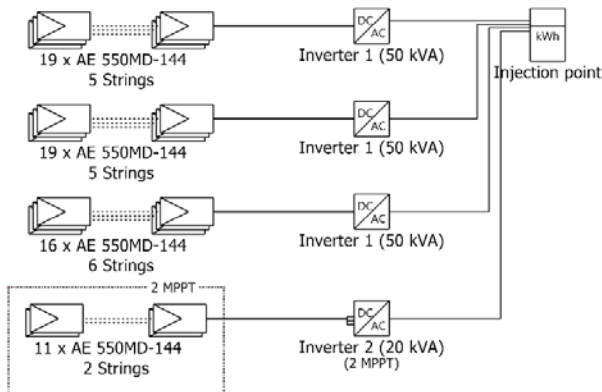 DC
AC
kWh
19 x AE 550MD-144
5 Strings
Inverter 1 (50 kVA)
Injection point
DC
AC
19 x AE 550MD-144
5 Strings
Inverter 1 (50 kVA)
DC
AC
16 x AE 550MD-144
6 Strings
Inverter 1 (50 kVA)
2 MPPT
DC
AC
11 x AE 550MD-144
2 Strings
Inverter 2 (20 kVA)
(2 MPPT)